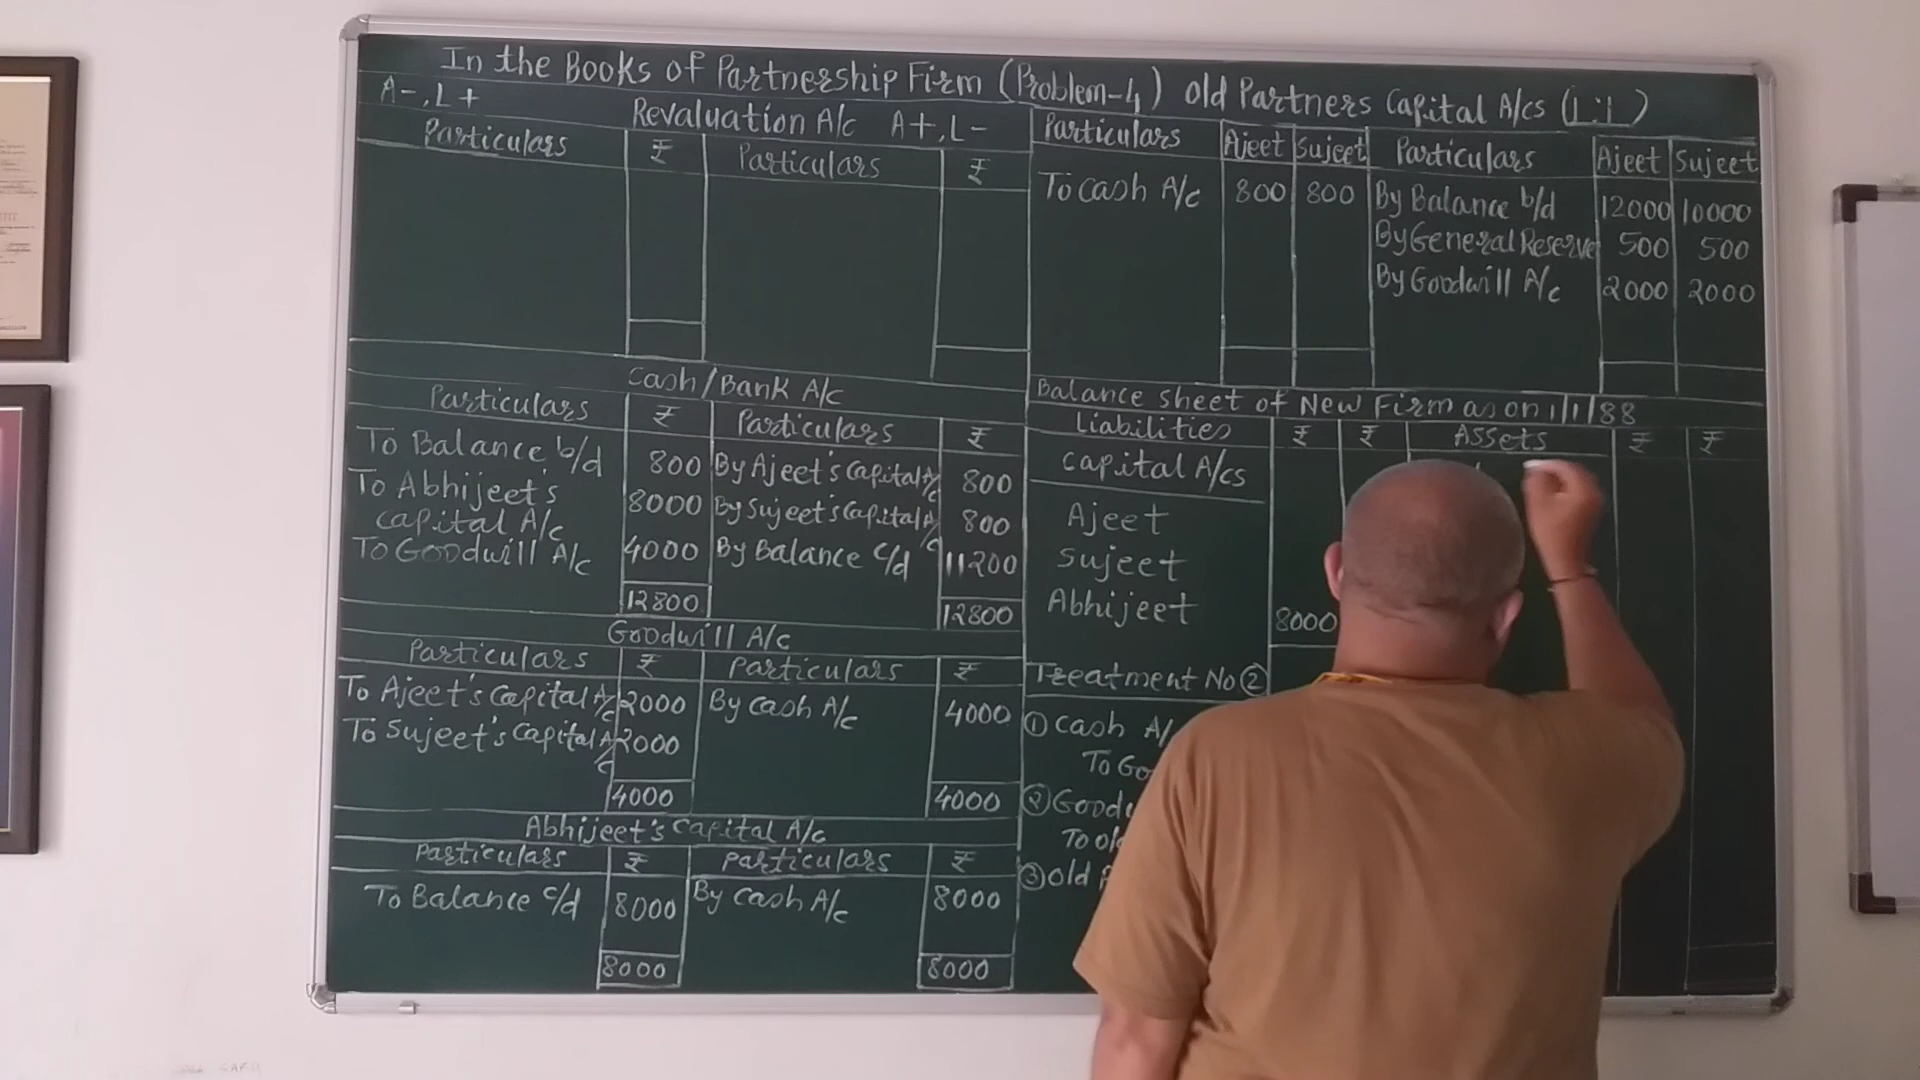 In the Books of Partnership Firm (Problem-4) Old Partners Capital A/cs (1:1)
A-, L+ Revaluation A/c A+, L-
Particulars ₹ Particulars ₹
Particulars Ajeet Sujeet Particulars Ajeet Sujeet
To Cash A/c 800 800 By Balance b/d 12000 10000
By General Reserve 500 500
By Goodwill A/c 2000 2000
Cash/Bank A/c
Particulars ₹ Particulars ₹
To Balance b/d 800 By Ajeet's Capital A/c 800
To Abhijeet's 8000 By Sujeet's Capital A/c 800
Capital A/c
To Goodwill A/c 4000 By Balance c/d 11200
12800 12800
Goodwill A/c
Particulars ₹ Particulars ₹
To Ajeet's Capital A/c 2000 By Cash A/c 4000
To Sujeet's Capital A/c 2000
4000 4000
Abhijeet's Capital A/c
Particulars ₹ Particulars ₹
To Balance c/d 8000 By Cash A/c 8000
8000 8000
Balance sheet of New Firm as on 1/1/88
Liabilities ₹ ₹ Assets ₹ ₹
Capital A/cs
Ajeet
Sujeet
Abhijeet 8000
Treatment No ②
① Cash A/
To Go
② Goodw
To ol
③ Old